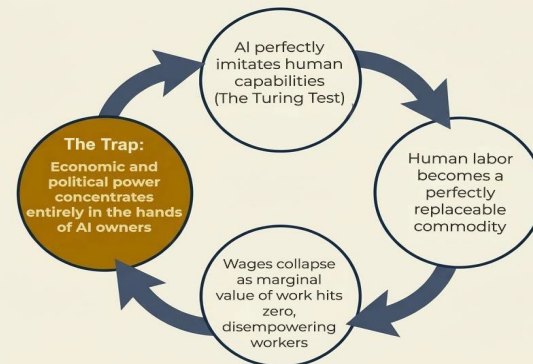 AI perfectly
imitates human
capabilities
(The Turing Test)
Human labor
becomes a
perfectly
replaceable
commodity
Wages collapse
as marginal
value of work hits
zero,
disempowering
workers
The Trap:
Economic and
political power
concentrates
entirely in the hands
of AI owners